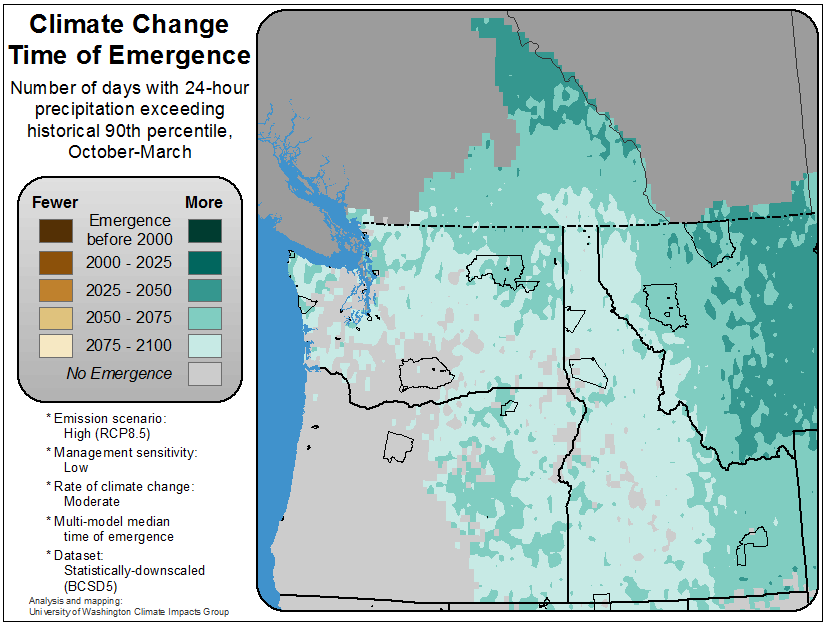 Climate Change
Time of Emergence
Number of days with 24-hour
precipitation exceeding
historical 90th percentile,
October-March
Fewer More
Emergence
before 2000
2000 - 2025
2025 - 2050
2050 - 2075
2075 - 2100
No Emergence
* Emission scenario:
High (RCP8.5)
* Management sensitivity:
Low
* Rate of climate change:
Moderate
* Multi-model median
time of emergence
* Dataset:
Statistically-downscaled
(BCSD5)
Analysis and mapping:
University of Washington Climate Impacts Group